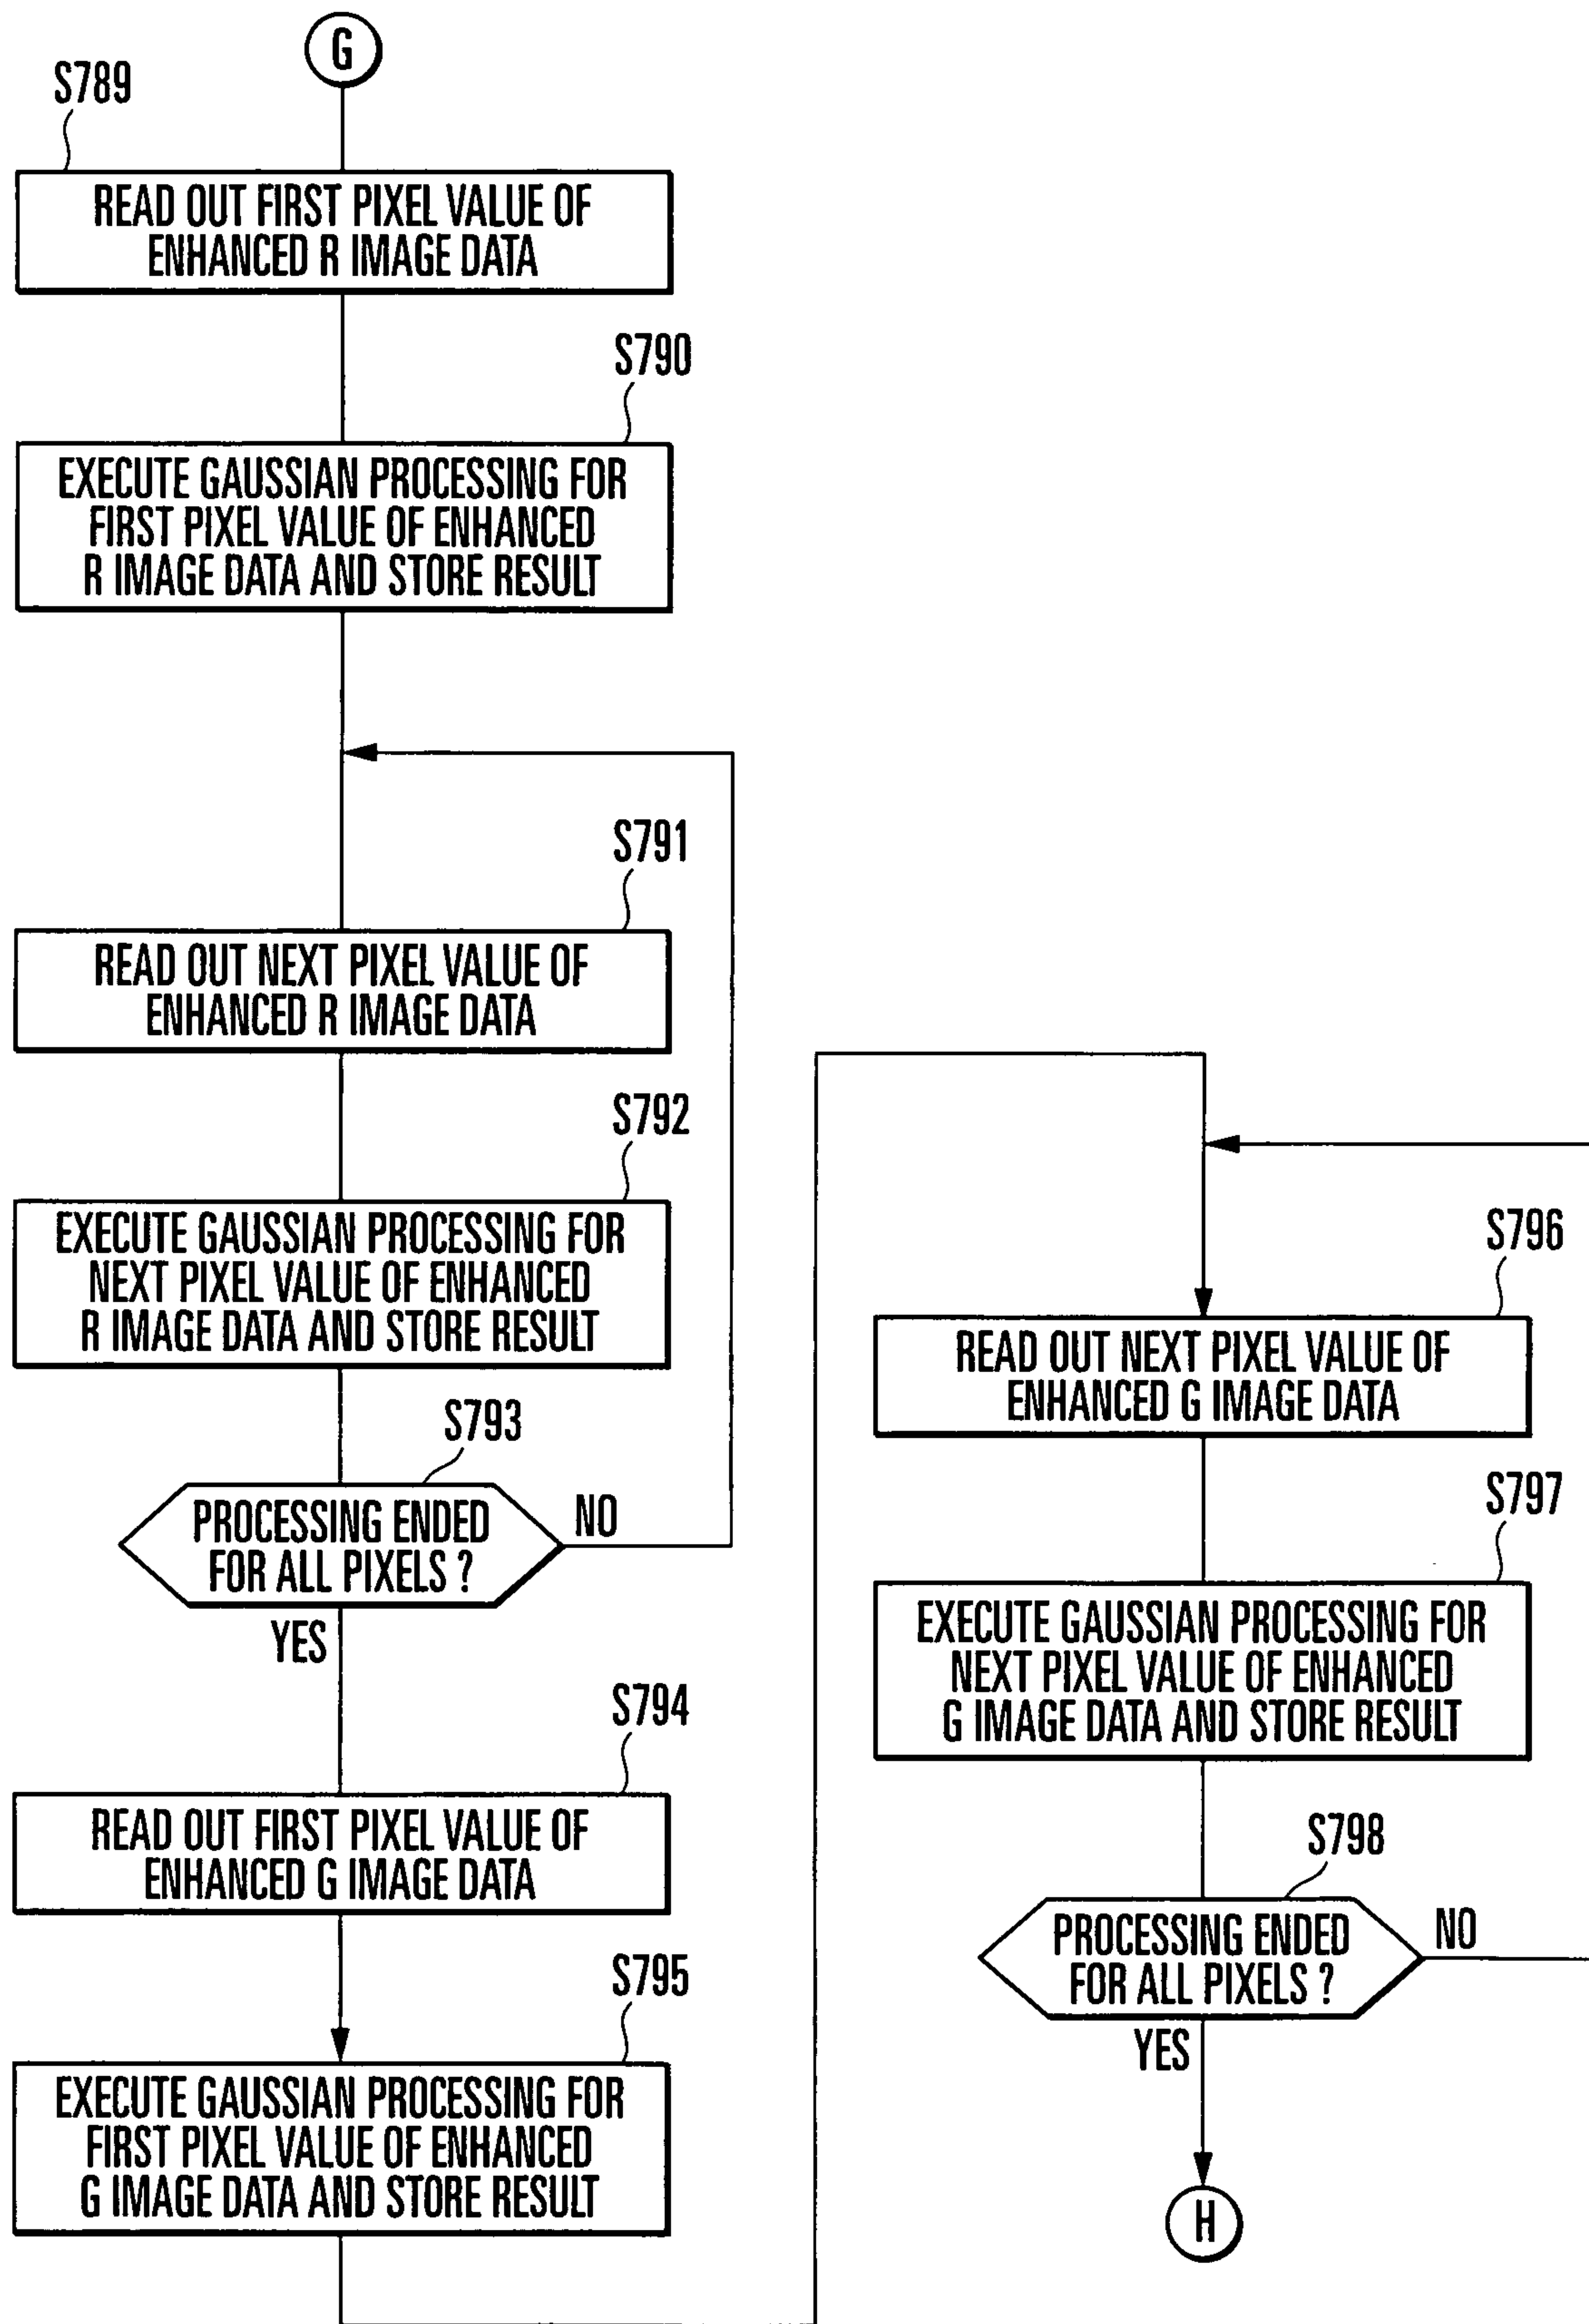 G
S789
READ OUT FIRST PIXEL VALUE OF
ENHANCED R IMAGE DATA
S790
EXECUTE GAUSSIAN PROCESSING FOR
FIRST PIXEL VALUE OF ENHANCED
R IMAGE DATA AND STORE RESULT
S791
READ OUT NEXT PIXEL VALUE OF
ENHANCED R IMAGE DATA
S792
EXECUTE GAUSSIAN PROCESSING FOR
NEXT PIXEL VALUE OF ENHANCED
R IMAGE DATA AND STORE RESULT
S793
PROCESSING ENDED
FOR ALL PIXELS ?
NO
YES
S794
READ OUT FIRST PIXEL VALUE OF
ENHANCED G IMAGE DATA
S795
EXECUTE GAUSSIAN PROCESSING FOR
FIRST PIXEL VALUE OF ENHANCED
G IMAGE DATA AND STORE RESULT
S796
READ OUT NEXT PIXEL VALUE OF
ENHANCED G IMAGE DATA
S797
EXECUTE GAUSSIAN PROCESSING FOR
NEXT PIXEL VALUE OF ENHANCED
G IMAGE DATA AND STORE RESULT
S798
PROCESSING ENDED
FOR ALL PIXELS ?
NO
YES
H